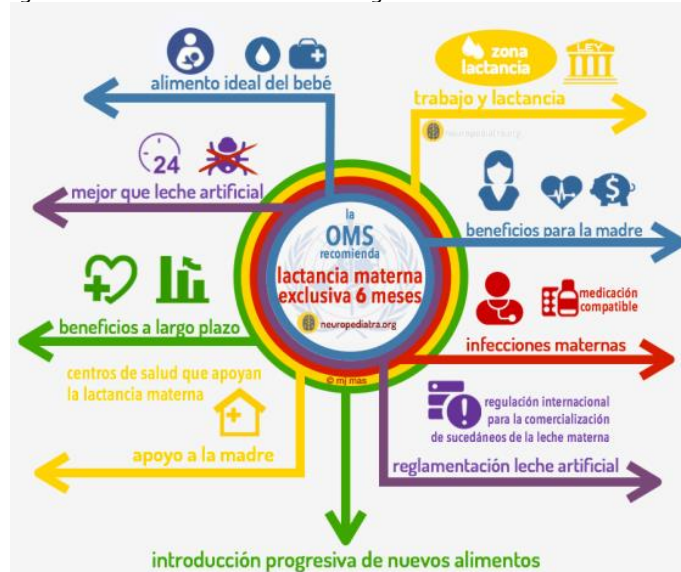 alimento ideal del bebé
zona
lactancia
LEY
trabajo y lactancia
neuropediatra.org
24
mejor que leche artificial
$
beneficios para la madre
la
OMS
recomienda
lactancia materna
exclusiva 6 meses
neuropediatra.org
beneficios a largo plazo
medicación
compatible
infecciones maternas
centros de salud que apoyan
la lactancia materna
© mj mas
apoyo a la madre
regulación internacional
para la comercialización
de sucedáneos de la leche materna
reglamentación leche artificial
introducción progresiva de nuevos alimentos